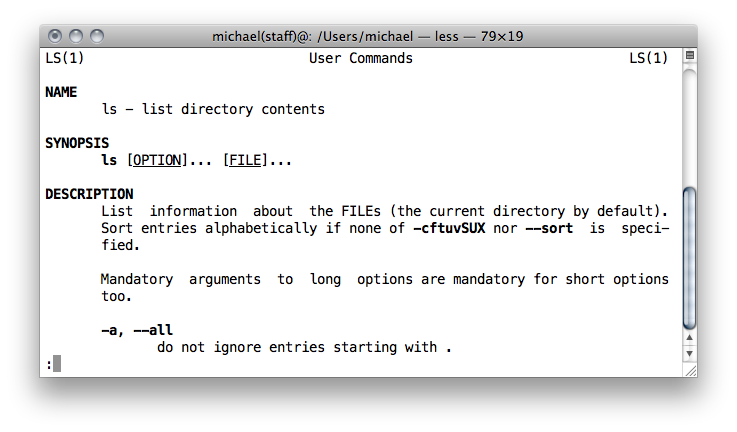 michael(staff)@: /Users/michael — less — 79×19
LS(1) User Commands LS(1)
NAME
ls - list directory contents
SYNOPSIS
ls [OPTION]... [FILE]...
DESCRIPTION
List information about the FILEs (the current directory by default).
Sort entries alphabetically if none of -cftuvSUX nor --sort is speci-
fied.
Mandatory arguments to long options are mandatory for short options
too.
-a, --all
do not ignore entries starting with .
: